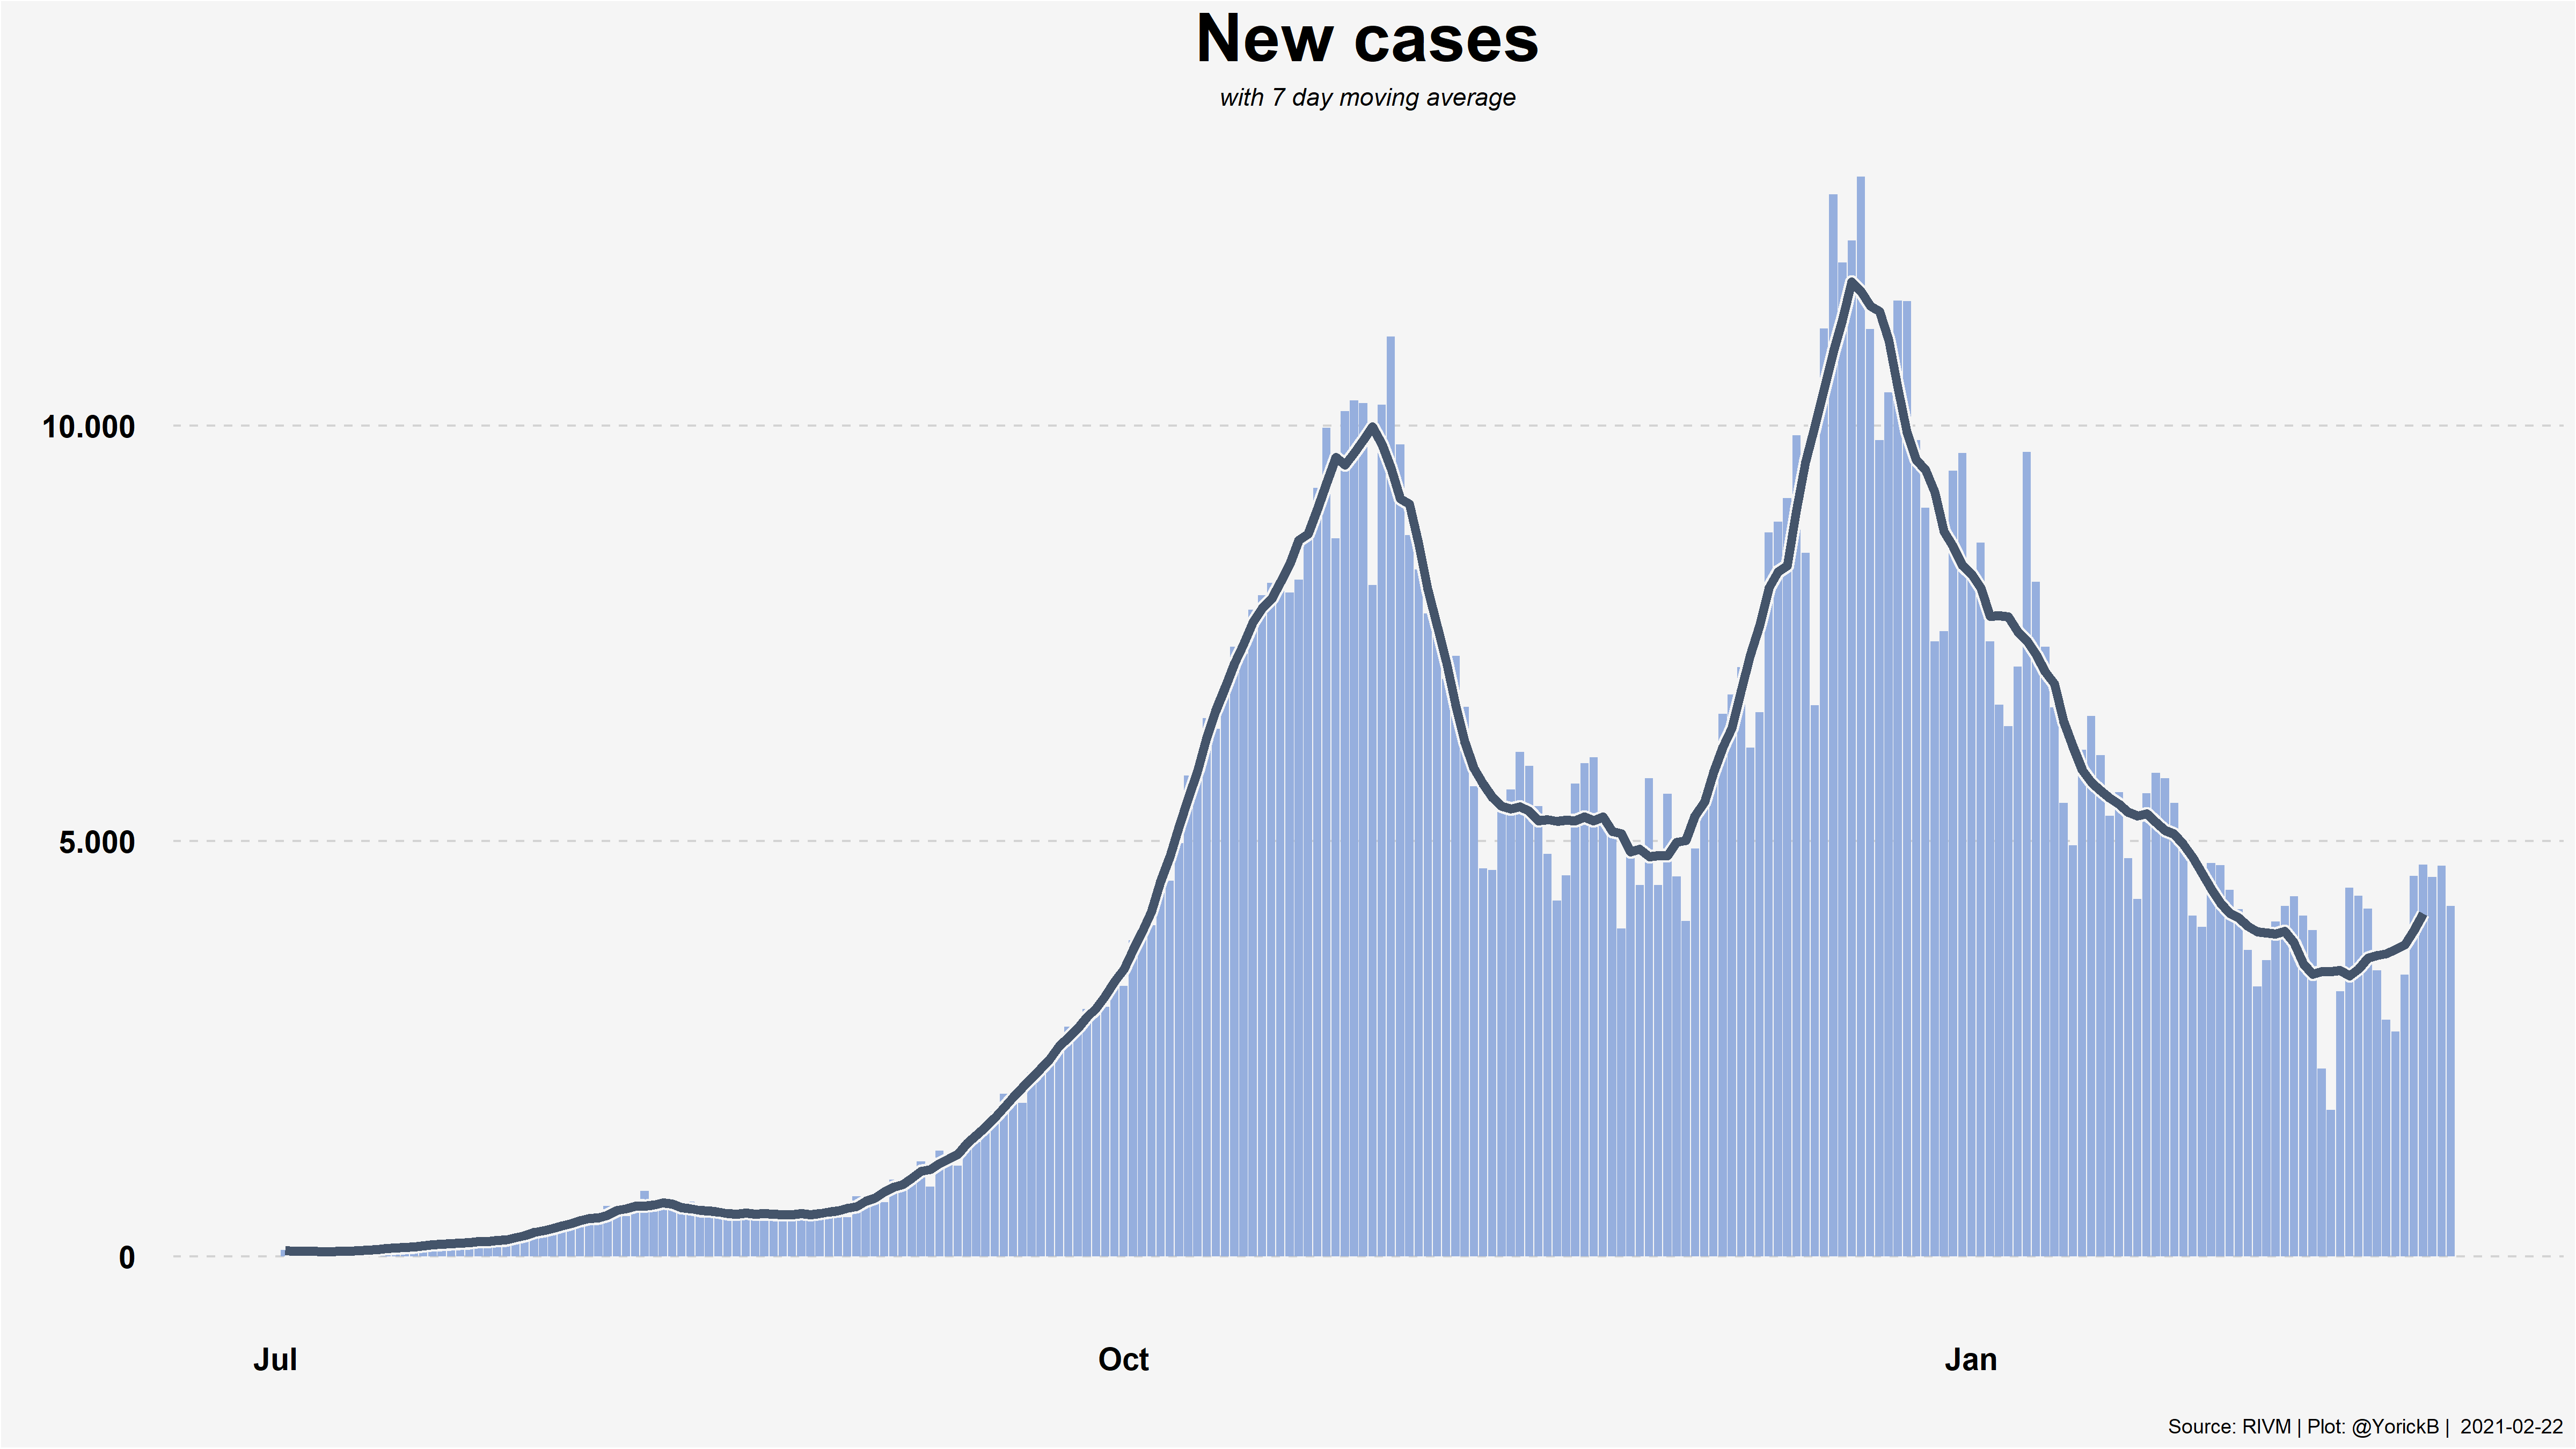 New cases
with 7 day moving average
10.000
5.000
0
Jul Oct Jan
Source: RIVM | Plot: @YorickB | 2021-02-22